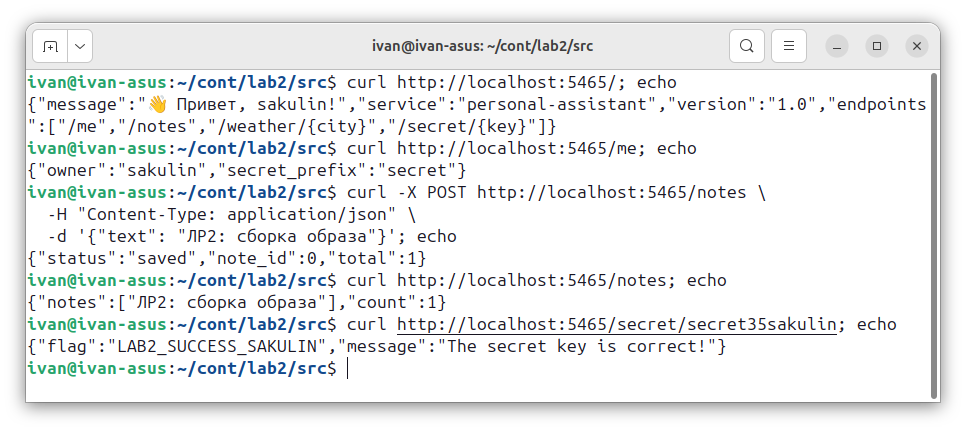 ivan@ivan-asus: ~/cont/lab2/src
ivan@ivan-asus:~/cont/lab2/src$ curl http://localhost:5465/; echo
{"message":"👋 Привет, sakulin!","service":"personal-assistant","version":"1.0","endpoints
":["/me","/notes","/weather/{city}","/secret/{key}"]}
ivan@ivan-asus:~/cont/lab2/src$ curl http://localhost:5465/me; echo
{"owner":"sakulin","secret_prefix":"secret"}
ivan@ivan-asus:~/cont/lab2/src$ curl -X POST http://localhost:5465/notes \
  -H "Content-Type: application/json" \
  -d '{"text": "ЛР2: сборка образа"}'; echo
{"status":"saved","note_id":0,"total":1}
ivan@ivan-asus:~/cont/lab2/src$ curl http://localhost:5465/notes; echo
{"notes":["ЛР2: сборка образа"],"count":1}
ivan@ivan-asus:~/cont/lab2/src$ curl http://localhost:5465/secret/secret35sakulin; echo
{"flag":"LAB2_SUCCESS_SAKULIN","message":"The secret key is correct!"}
ivan@ivan-asus:~/cont/lab2/src$